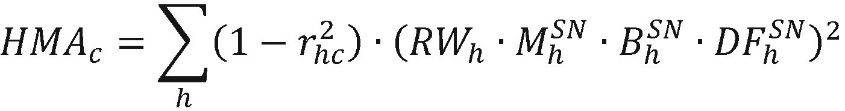 $HMA_c = \sum_h (1 - r_{hc}^2) \cdot (RW_h \cdot M_h^{SN} \cdot B_h^{SN} \cdot DF_h^{SN})^2$